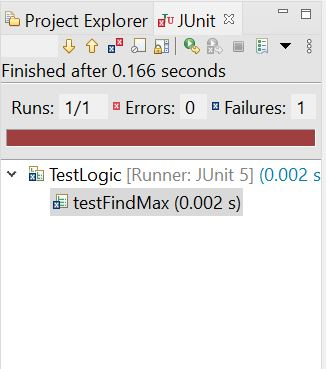 Project Explorer JUnit
Finished after 0.166 seconds
Runs: 1/1 Errors: 0 Failures: 1
TestLogic [Runner: JUnit 5] (0.002 s
testFindMax (0.002 s)